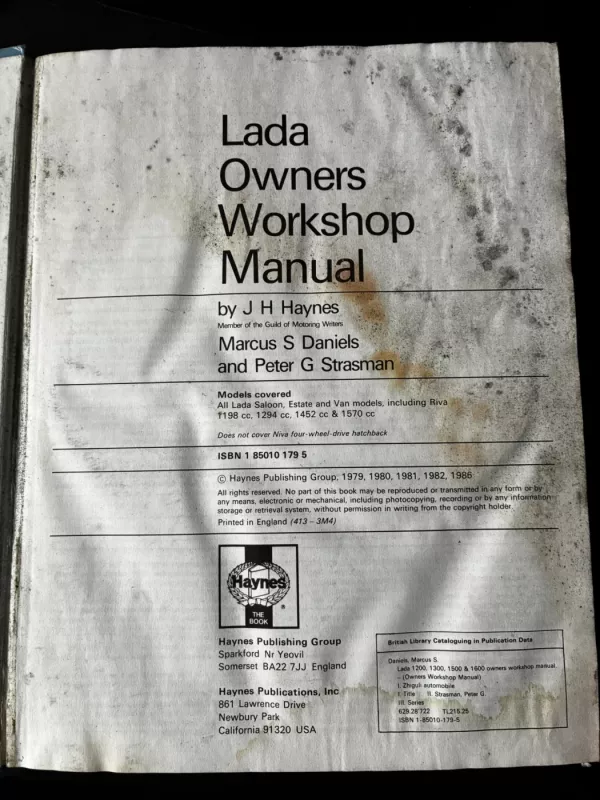 Lada
Owners
Workshop
Manual
by J H Haynes
Member of the Guild of Motoring Writers
Marcus S Daniels
and Peter G Strasman
Models covered
All Lada Saloon, Estate and Van models, including Riva
1198 cc, 1294 cc, 1452 cc & 1570 cc
Does not cover Niva four-wheel-drive hatchback
ISBN 1 85010 179 5
© Haynes Publishing Group, 1979, 1980, 1981, 1982, 1986
All rights reserved. No part of this book may be reproduced or transmitted in any form or by
any means, electronic or mechanical, including photocopying, recording or by any information
storage or retrieval system, without permission in writing from the copyright holder.
Printed in England (413 – 3M4)
Haynes
®
THE
BOOK
Haynes Publishing Group
Sparkford Nr Yeovil
Somerset BA22 7JJ England
Haynes Publications, Inc
861 Lawrence Drive
Newbury Park
California 91320 USA
British Library Cataloguing in Publication Data
Daniels, Marcus S.
Lada 1200, 1300, 1500 & 1600 owners workshop manual.
– (Owners Workshop Manual)
I. Zhiguli automobile
I. Title II. Strasman, Peter G.
III. Series
629.28'722 TL215.25
ISBN 1-85010-179-5